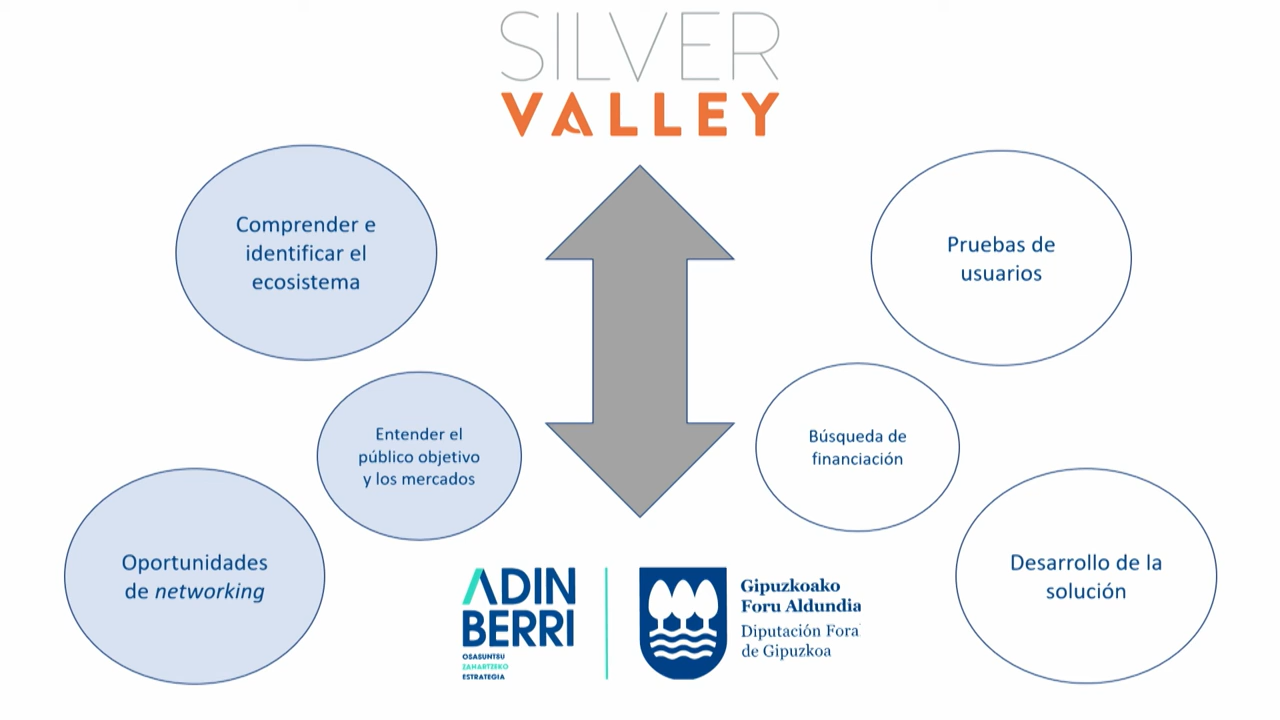 SILVER
VALLEY
Comprender e
identificar el
ecosistema
Pruebas de
usuarios
Entender el
público objetivo
y los mercados
Búsqueda de
financiación
Oportunidades
de networking
Desarrollo de la
solución
ADIN
BERRI
OSASUNTSU
ZAHARTZEKO
ESTRATEGIA
Gipuzkoako
Foru Aldundia
Diputación Fora
de Gipuzkoa